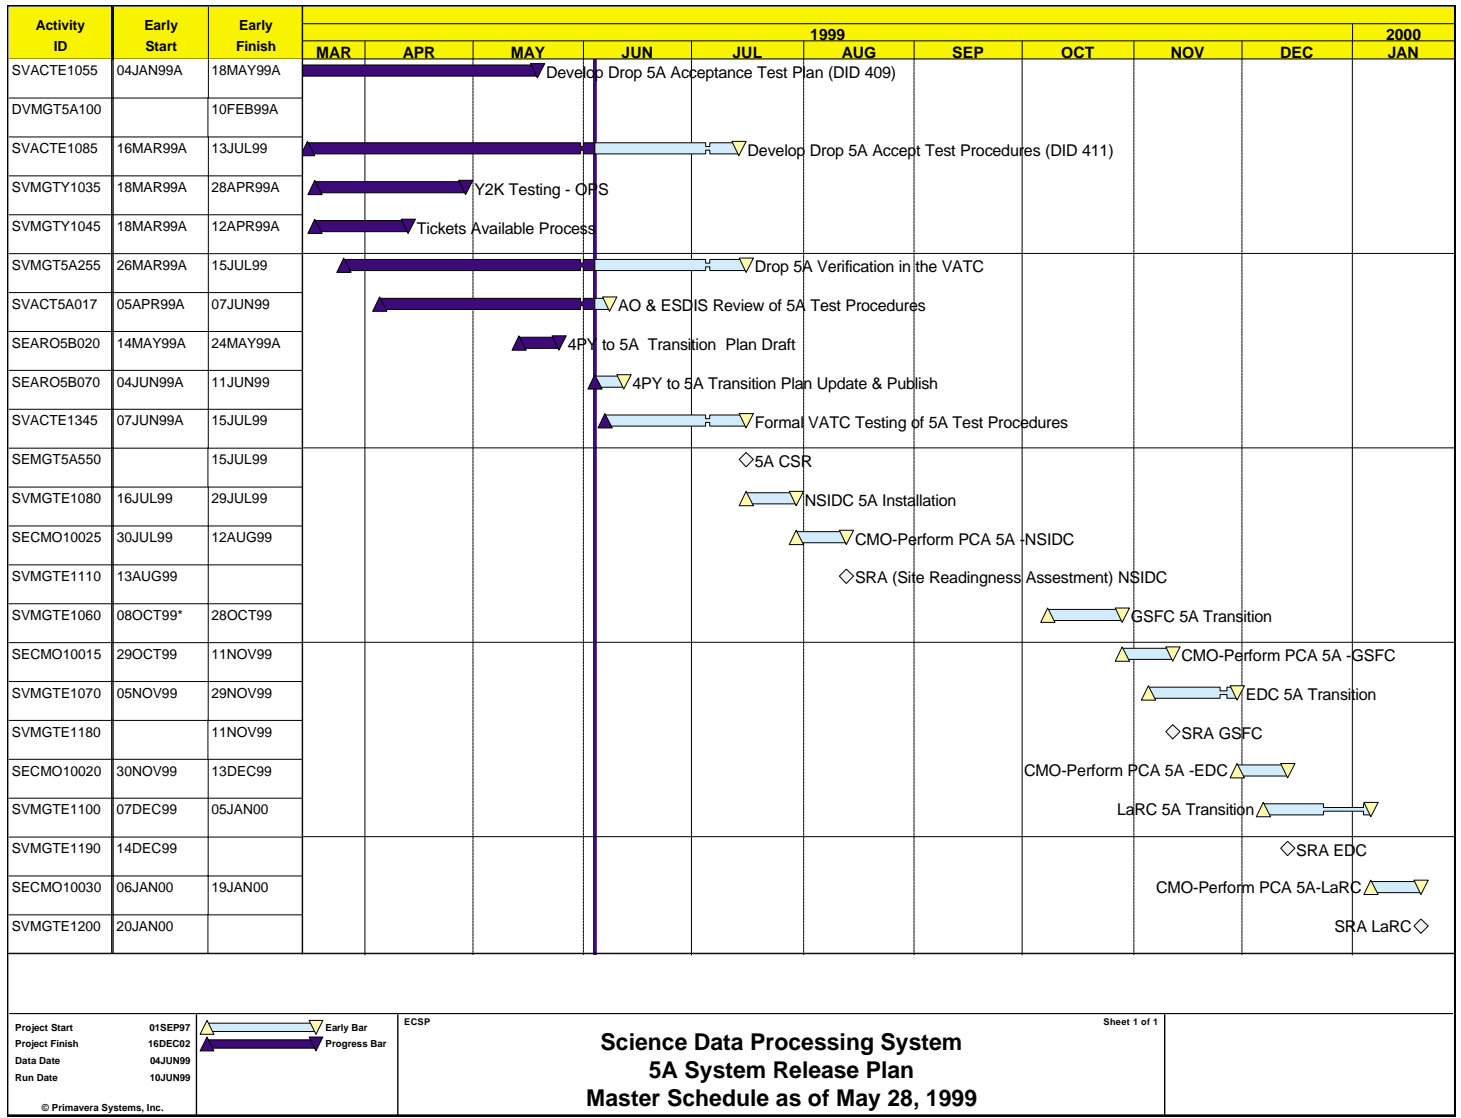 Activity ID Early Start Early Finish
1999 2000
MAR APR MAY JUN JUL AUG SEP OCT NOV DEC JAN
SVACTE1055 04JAN99A 18MAY99A Develop Drop 5A Acceptance Test Plan (DID 409)
DVMGT5A100 10FEB99A
SVACTE1085 16MAR99A 13JUL99 Develop Drop 5A Accept Test Procedures (DID 411)
SVMGTY1035 18MAR99A 28APR99A Y2K Testing - OPS
SVMGTY1045 18MAR99A 12APR99A Tickets Available Process
SVMGT5A255 26MAR99A 15JUL99 Drop 5A Verification in the VATC
SVACT5A017 05APR99A 07JUN99 AO & ESDIS Review of 5A Test Procedures
SEARO5B020 14MAY99A 24MAY99A 4PY to 5A Transition Plan Draft
SEARO5B070 04JUN99A 11JUN99 4PY to 5A Transition Plan Update & Publish
SVACTE1345 07JUN99A 15JUL99 Formal VATC Testing of 5A Test Procedures
SEMGT5A550 15JUL99 5A CSR
SVMGTE1080 16JUL99 29JUL99 NSIDC 5A Installation
SECMO10025 30JUL99 12AUG99 CMO-Perform PCA 5A -NSIDC
SVMGTE1110 13AUG99 SRA (Site Readingness Assestment) NSIDC
SVMGTE1060 08OCT99* 28OCT99 GSFC 5A Transition
SECMO10015 29OCT99 11NOV99 CMO-Perform PCA 5A -GSFC
SVMGTE1070 05NOV99 29NOV99 EDC 5A Transition
SVMGTE1180 11NOV99 SRA GSFC
SECMO10020 30NOV99 13DEC99 CMO-Perform PCA 5A -EDC
SVMGTE1100 07DEC99 05JAN00 LaRC 5A Transition
SVMGTE1190 14DEC99 SRA EDC
SECMO10030 06JAN00 19JAN00 CMO-Perform PCA 5A-LaRC
SVMGTE1200 20JAN00 SRA LaRC
Project Start 01SEP97
Project Finish 16DEC02
Data Date 04JUN99
Run Date 10JUN99
© Primavera Systems, Inc.
Early Bar
Progress Bar
ECSP
Sheet 1 of 1
Science Data Processing System
5A System Release Plan
Master Schedule as of May 28, 1999